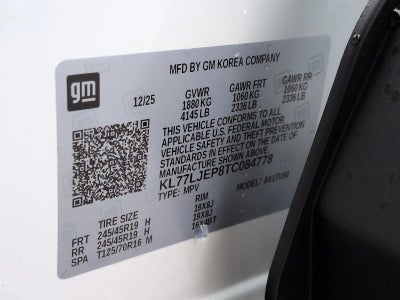 gm
MFD BY GM KOREA COMPANY
12/25 GVWR GAWR FRT GAWR RR
1880 KG 1060 KG 1060 KG
4145 LB 2336 LB 2336 LB
THIS VEHICLE CONFORMS TO ALL
APPLICABLE U.S. FEDERAL MOTOR
VEHICLE SAFETY AND THEFT PREVENTION
STANDARDS IN EFFECT ON THE DATE OF
MANUFACTURE SHOWN ABOVE.
KL77LJEP8TC084778
TYPE: MPV MODEL:
TIRE SIZE RIM
FRT 245/45R19 H 19X8J
RR 245/45R19 H 19X8J
SPA T125/70R16 M 16X4BT